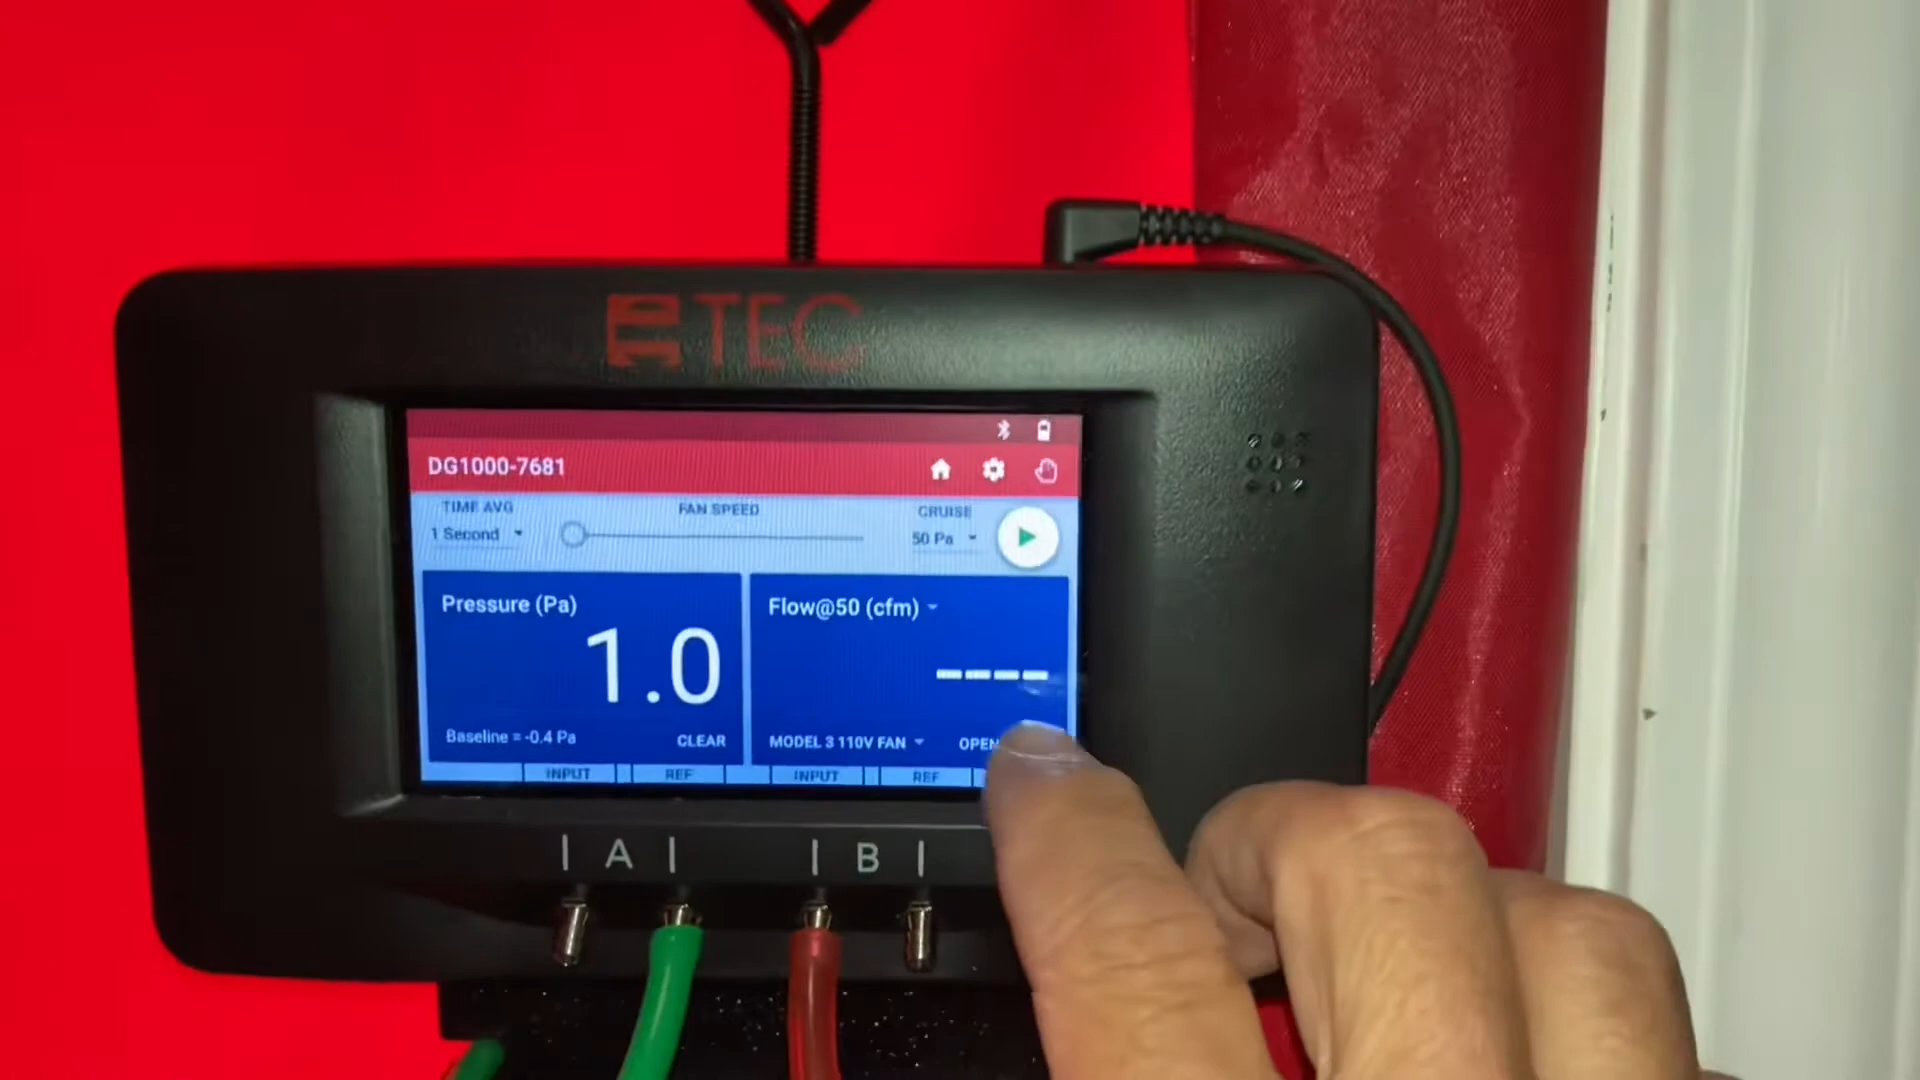 TEC
DG1000-7681
TIME AVG
FAN SPEED
CRUISE
1 Second
50 Pa
Pressure (Pa)
Flow@50 (cfm)
1.0
----
Baseline = -0.4 Pa
CLEAR
MODEL 3 110V FAN
OPEN
INPUT
REF
INPUT
REF
A
B